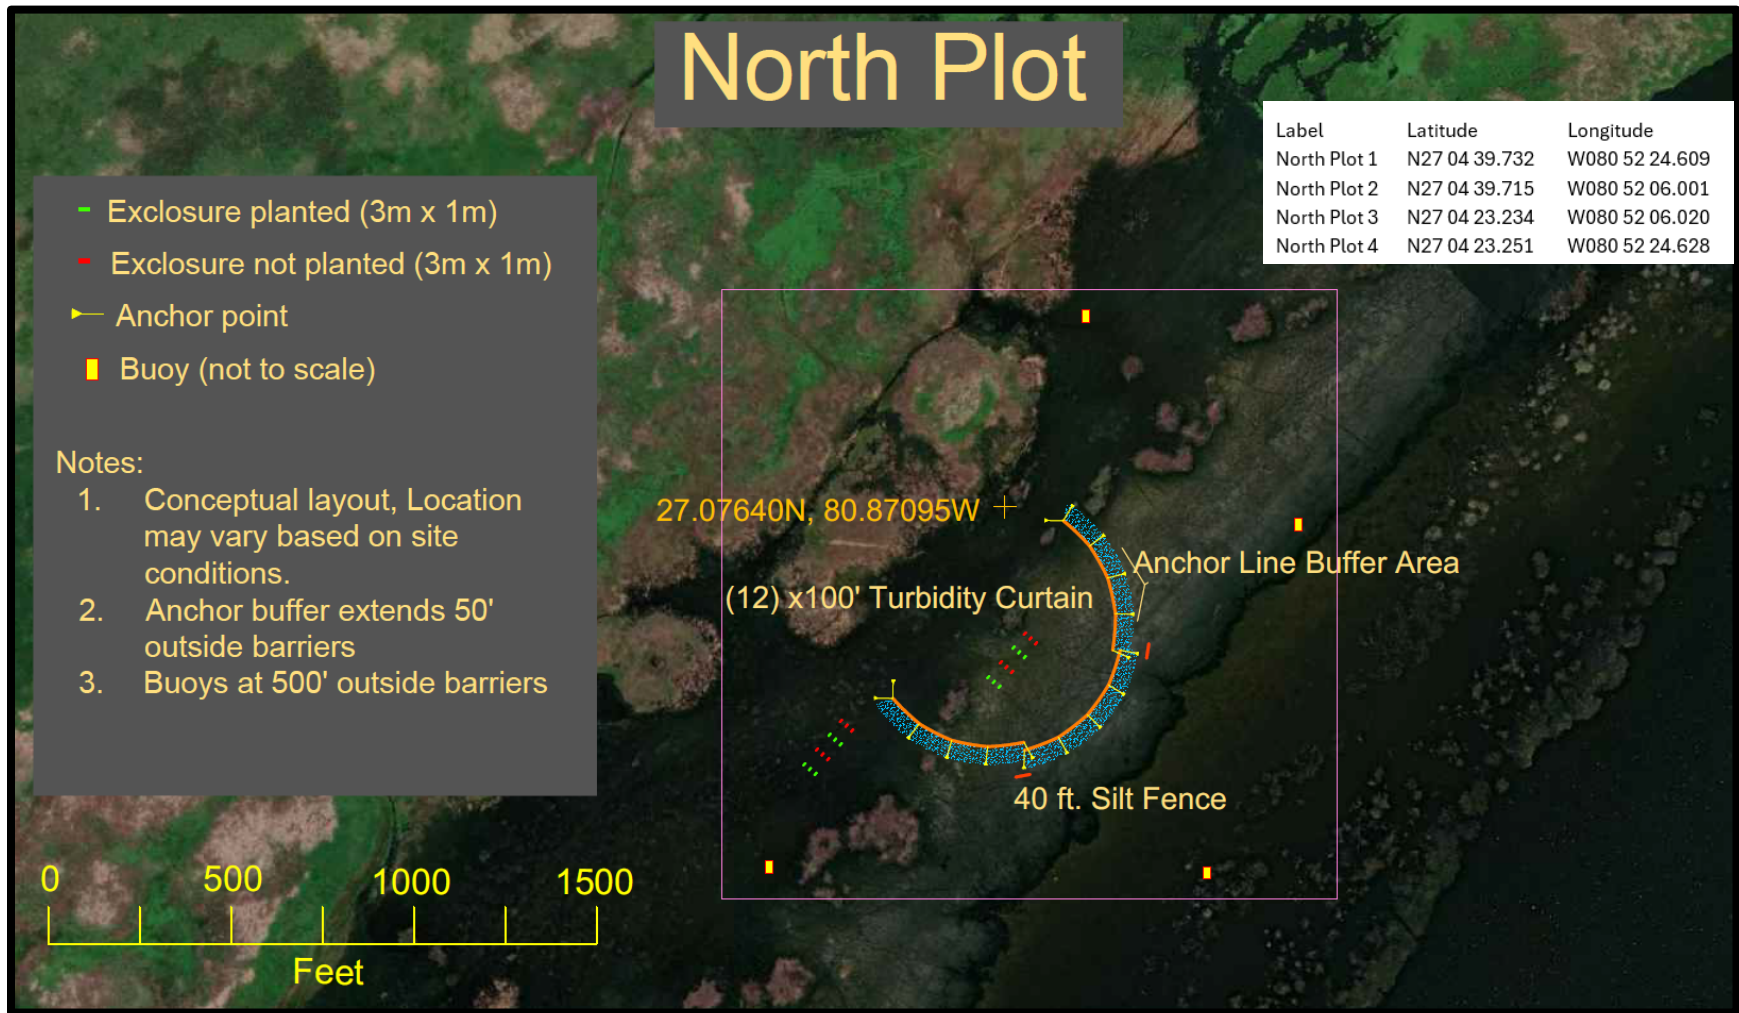 North Plot
Label Latitude Longitude
North Plot 1 N27 04 39.732 W080 52 24.609
North Plot 2 N27 04 39.715 W080 52 06.001
North Plot 3 N27 04 23.234 W080 52 06.020
North Plot 4 N27 04 23.251 W080 52 24.628
Exclosure planted (3m x 1m)
Exclosure not planted (3m x 1m)
Anchor point
Buoy (not to scale)
Notes:
1. Conceptual layout, Location
may vary based on site
conditions.
2. Anchor buffer extends 50'
outside barriers
3. Buoys at 500' outside barriers
27.07640N, 80.87095W
Anchor Line Buffer Area
(12) x100' Turbidity Curtain
40 ft. Silt Fence
0 500 1000 1500
Feet